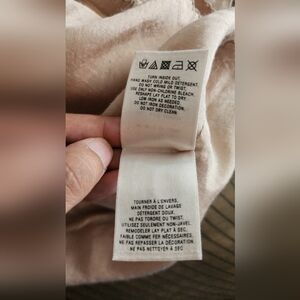 TURN INSIDE OUT.
HAND WASH COLD MILD DETERGENT.
DO NOT WRING OR TWIST.
USE ONLY NON-CHLORINE BLEACH.
RESHAPE LAY FLAT TO DRY.
LOW IRON AS NEEDED
DO NOT IRON DECORATION.
DO NOT DRY CLEAN
TOURNER À L'ENVERS,
MAIN FROIDE DE LAVAGE
DÉTERGENT DOUX.
NE PAS TORDRE OU TWIST.
UTILIZES SEULEMENT NON-JAVEL.
REMODELER LAY PLAT À SEC,
FAIBLE COMME FER NÉCESSAIRES.
NE PAS REPASSER LA DÉCORATION.
NE PAS NETTOYER À SEC